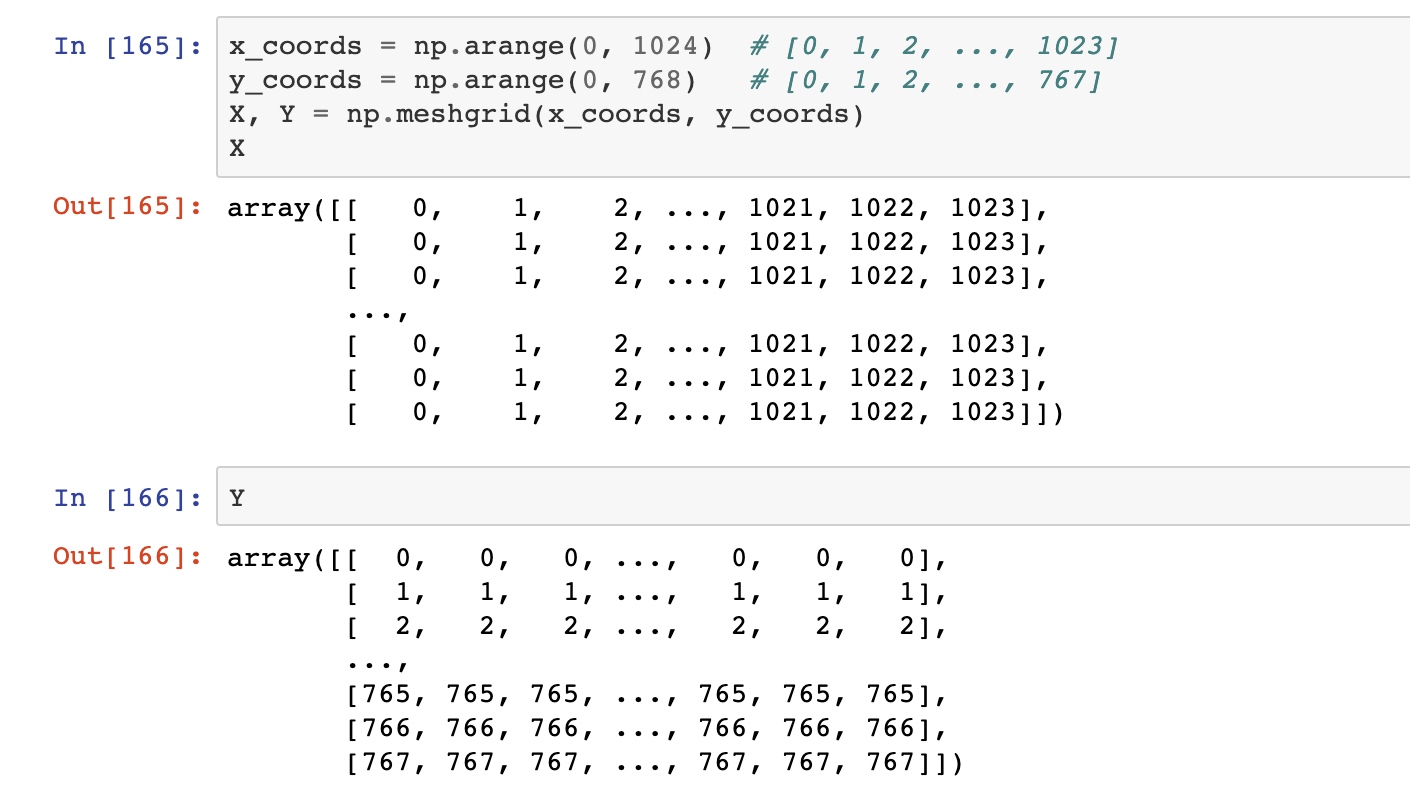 In [165]: x_coords = np.arange(0, 1024)  # [0, 1, 2, ..., 1023]
y_coords = np.arange(0, 768)   # [0, 1, 2, ..., 767]
X, Y = np.meshgrid(x_coords, y_coords)
X
Out[165]: array([[   0,    1,    2, ..., 1021, 1022, 1023],
[   0,    1,    2, ..., 1021, 1022, 1023],
[   0,    1,    2, ..., 1021, 1022, 1023],
...,
[   0,    1,    2, ..., 1021, 1022, 1023],
[   0,    1,    2, ..., 1021, 1022, 1023],
[   0,    1,    2, ..., 1021, 1022, 1023]])
In [166]: Y
Out[166]: array([[  0,   0,   0, ...,   0,   0,   0],
[  1,   1,   1, ...,   1,   1,   1],
[  2,   2,   2, ...,   2,   2,   2],
...,
[765, 765, 765, ..., 765, 765, 765],
[766, 766, 766, ..., 766, 766, 766],
[767, 767, 767, ..., 767, 767, 767]])